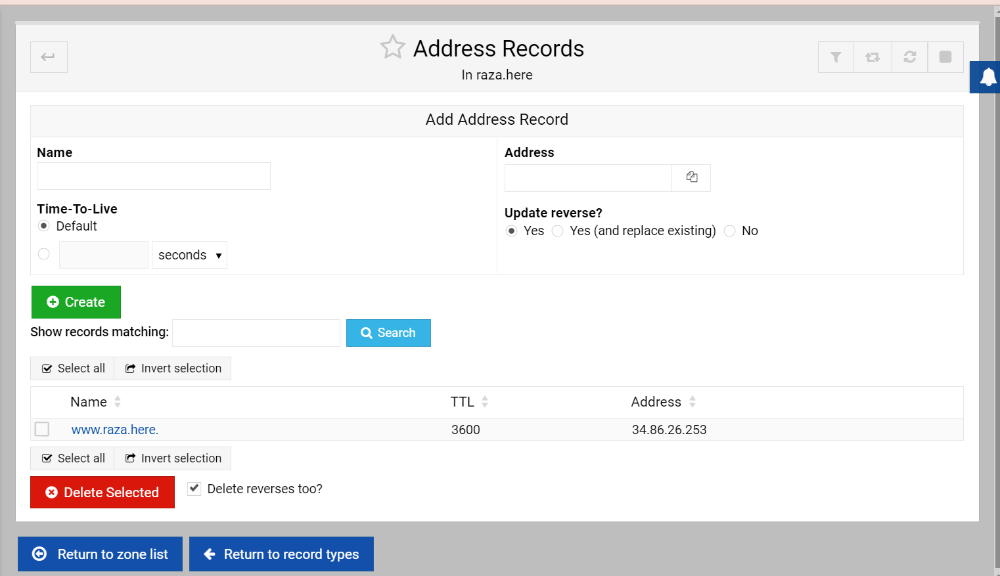 Address Records
In raza.here
Add Address Record
Name
Address
Time-To-Live
Default
seconds
Update reverse?
Yes Yes (and replace existing) No
Create
Show records matching: Search
Select all Invert selection
Name TTL Address
www.raza.here. 3600 34.86.26.253
Select all Invert selection
Delete Selected Delete reverses too?
Return to zone list Return to record types